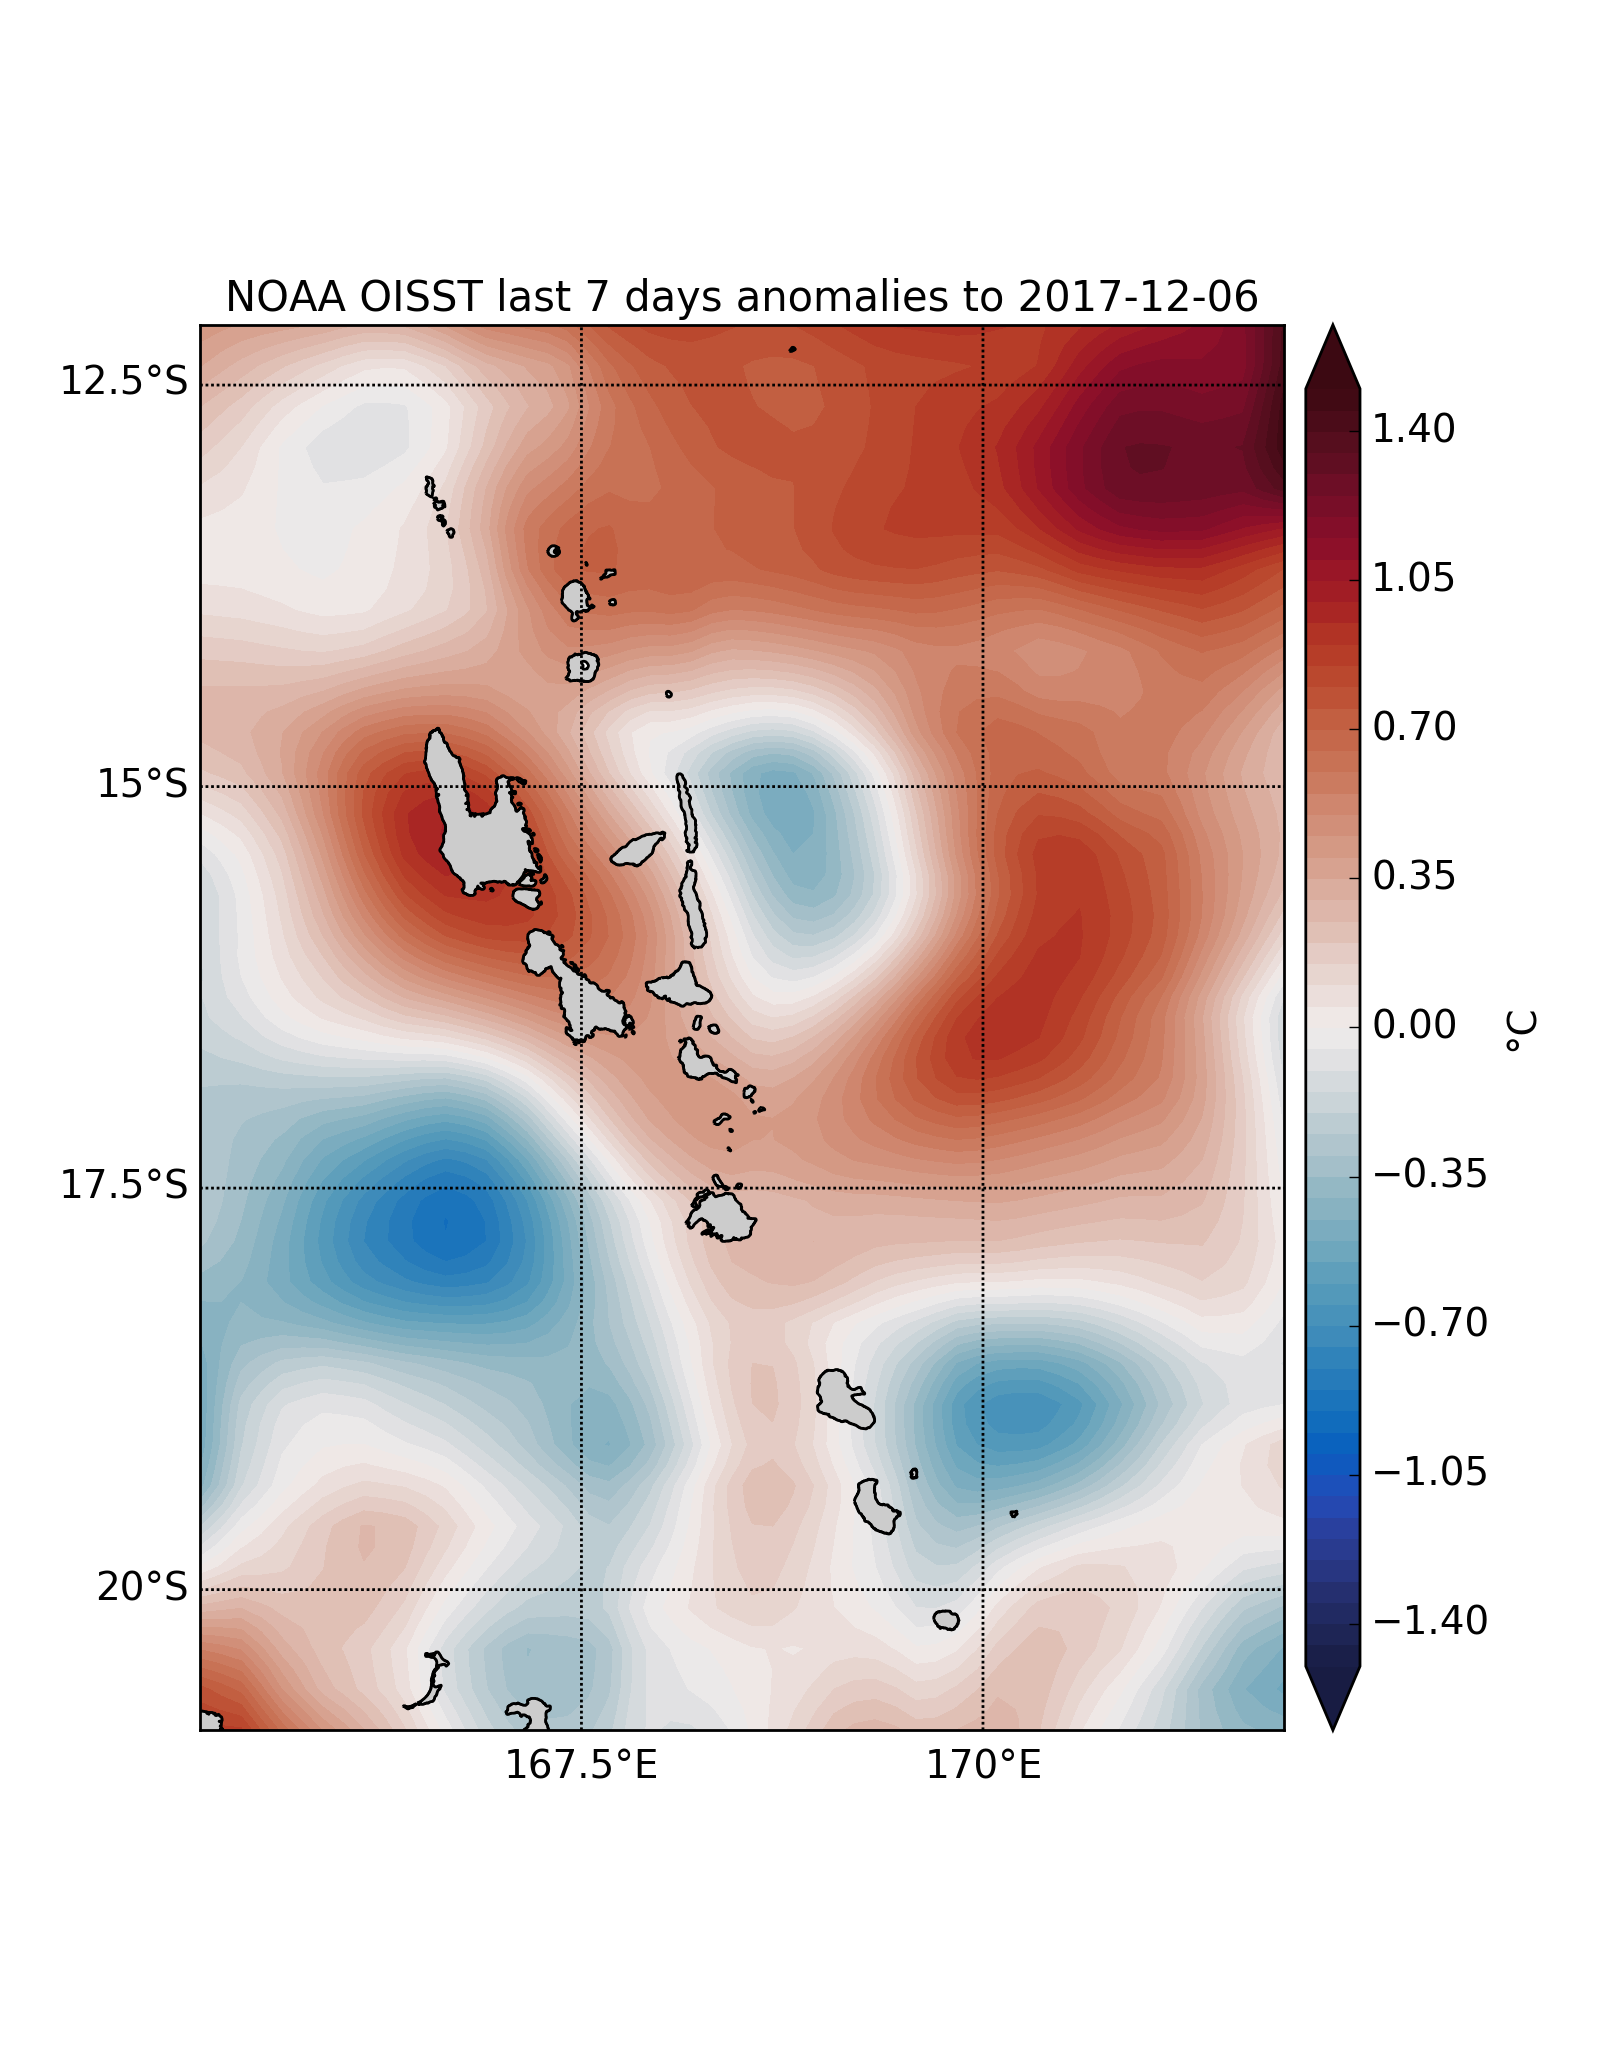 NOAA OISST last 7 days anomalies to 2017-12-06
12.5°S
15°S
17.5°S
20°S
167.5°E
170°E
1.40
1.05
0.70
0.35
0.00
−0.35
−0.70
−1.05
−1.40
°C